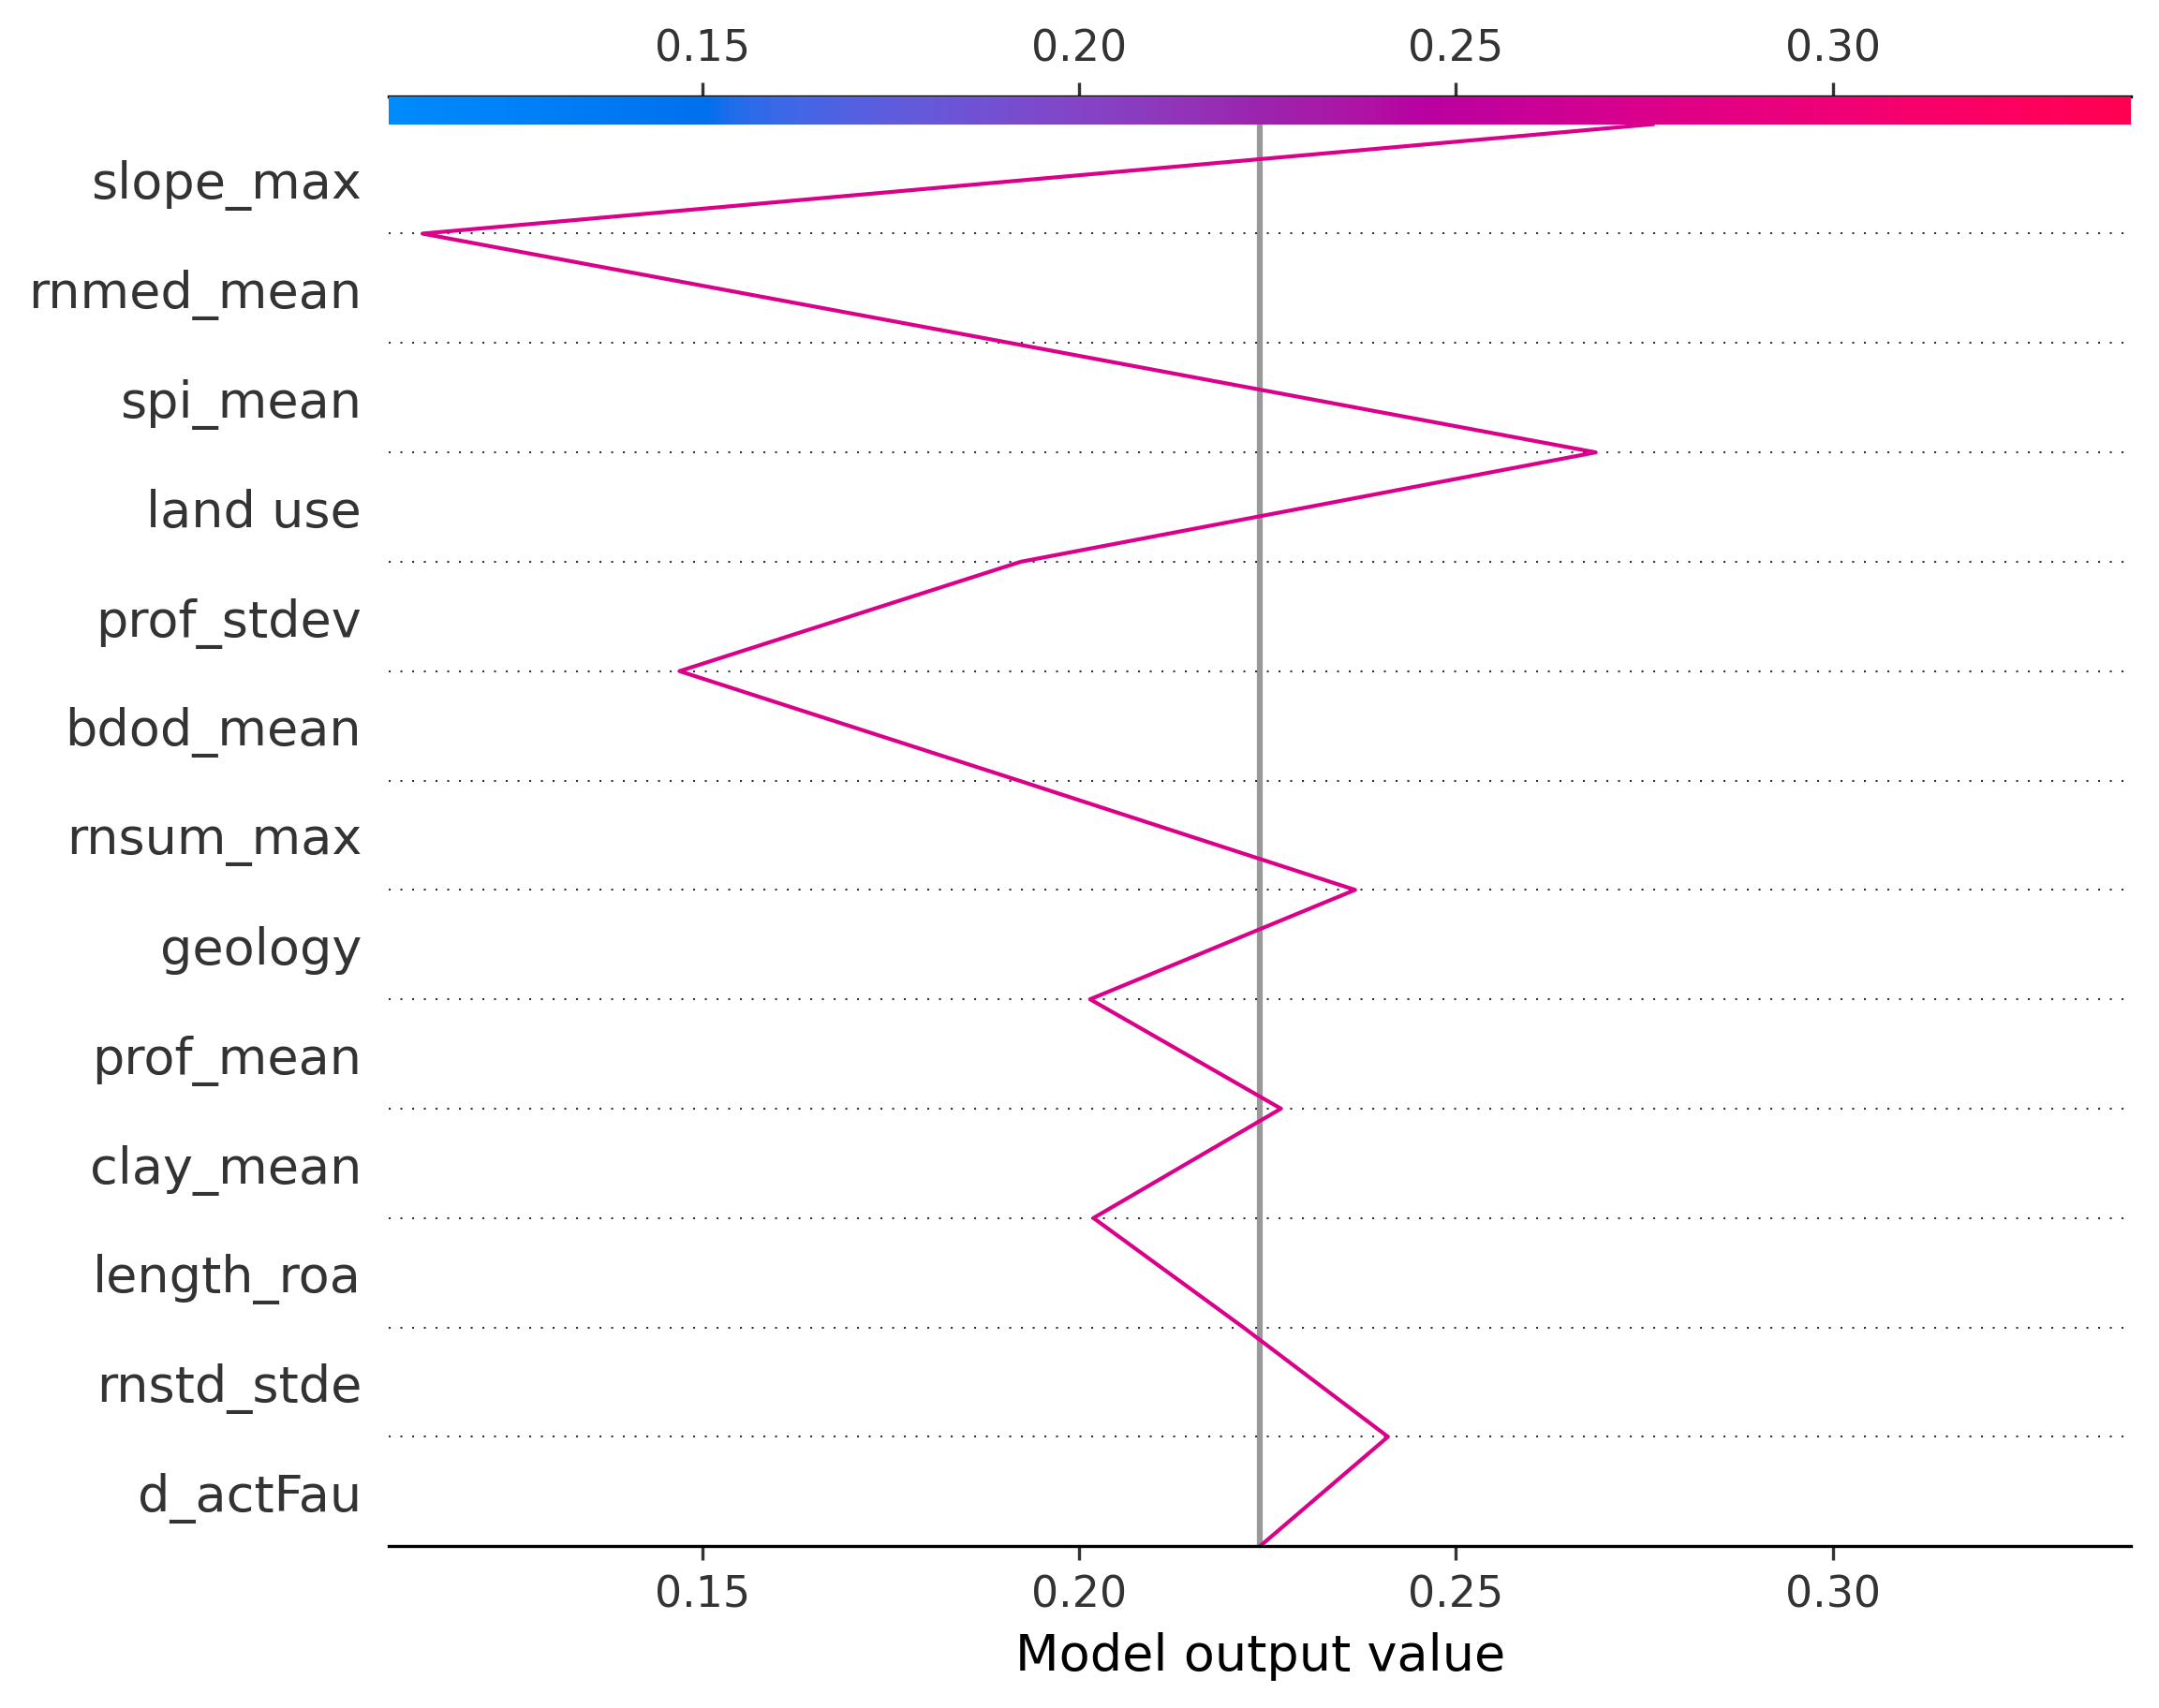 0.15 0.20 0.25 0.30
slope_max
rnmed_mean
spi_mean
land use
prof_stdev
bdod_mean
rnsum_max
geology
prof_mean
clay_mean
length_roa
rnstd_stde
d_actFau
0.15 0.20 0.25 0.30
Model output value